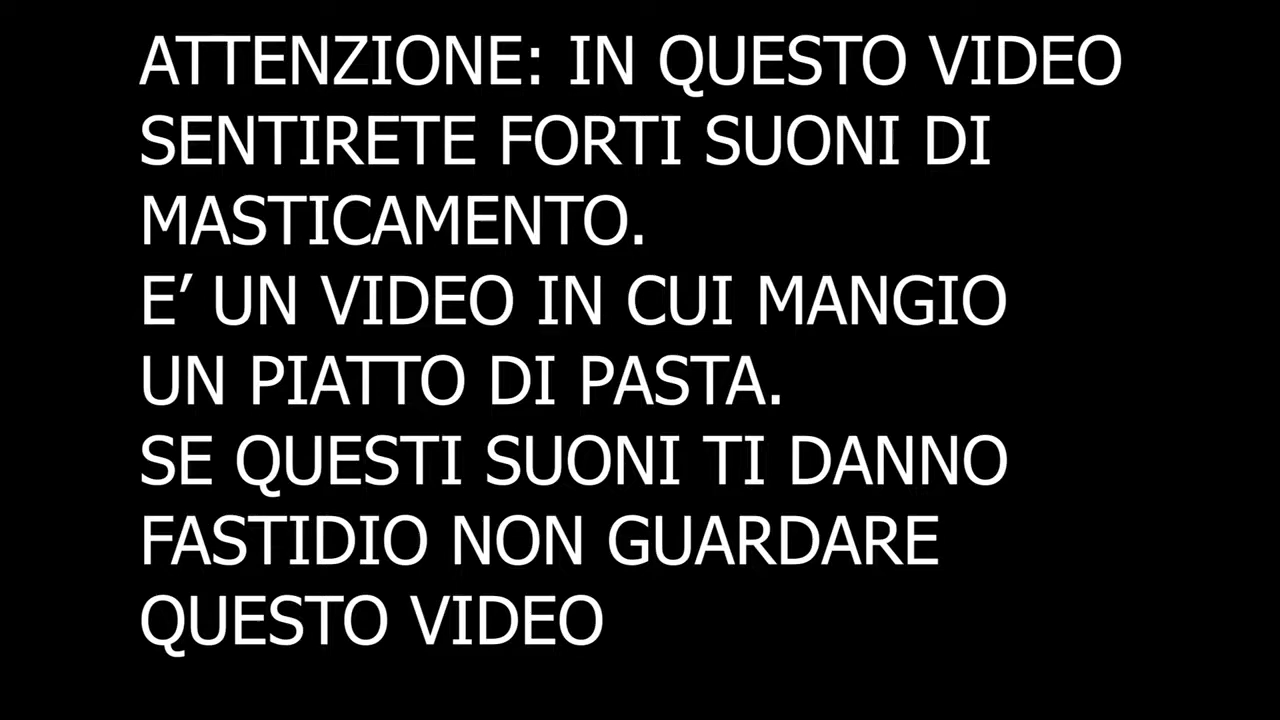 ATTENZIONE: IN QUESTO VIDEO
SENTIRETE FORTI SUONI DI
MASTICAMENTO.
E’ UN VIDEO IN CUI MANGIO
UN PIATTO DI PASTA.
SE QUESTI SUONI TI DANNO
FASTIDIO NON GUARDARE
QUESTO VIDEO